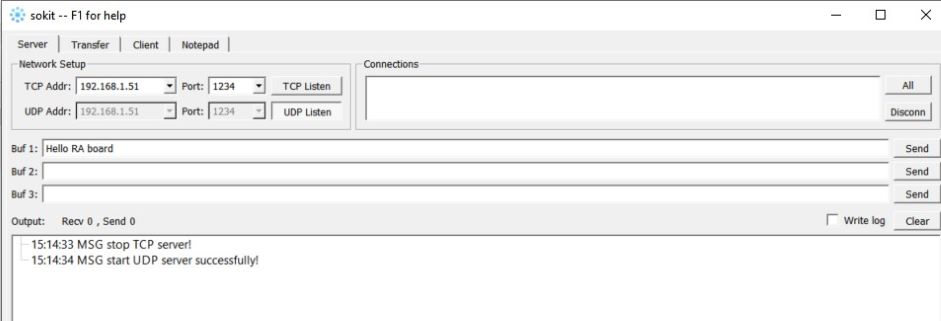 sokit -- F1 for help
Server Transfer Client Notepad
Network Setup
TCP Addr: 192.168.1.51 Port: 1234 TCP Listen
UDP Addr: 192.168.1.51 Port: 1234 UDP Listen
Connections
All
Disconn
Buf 1: Hello RA board Send
Buf 2: Send
Buf 3: Send
Output: Recv 0 , Send 0 Write log Clear
15:14:33 MSG stop TCP server!
15:14:34 MSG start UDP server successfully!